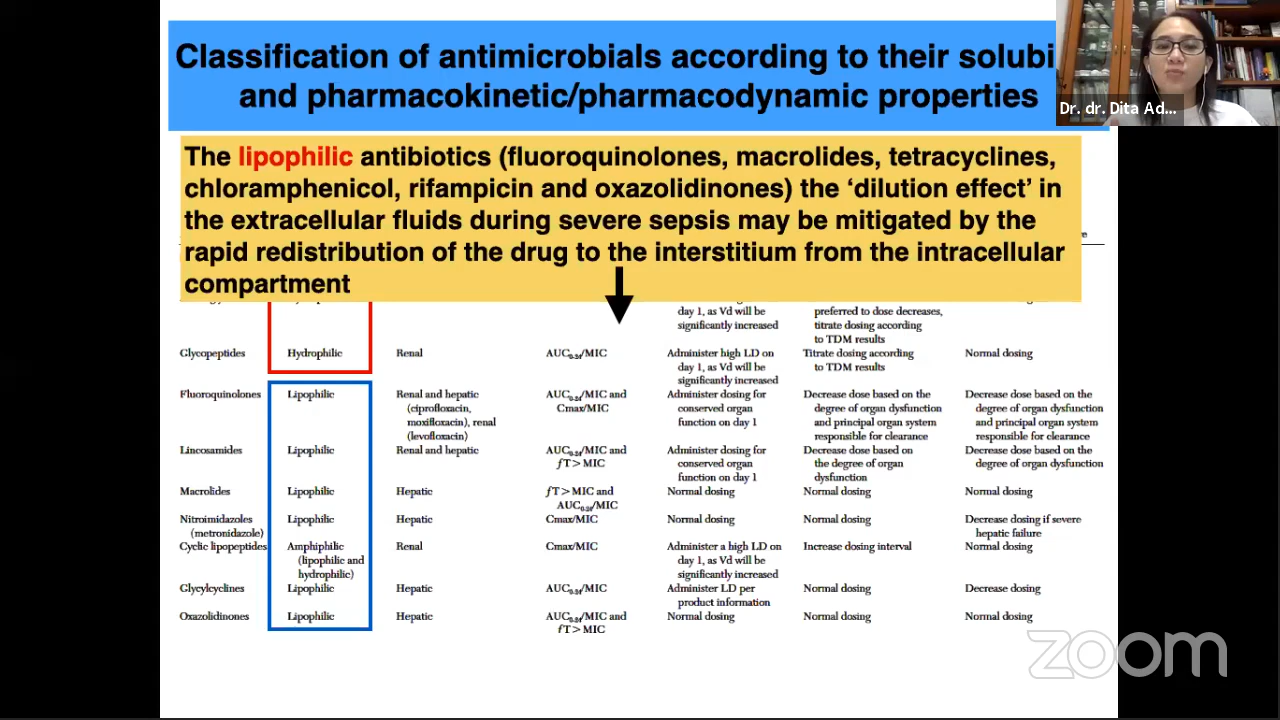 Classification of antimicrobials according to their solubi
and pharmacokinetic/pharmacodynamic properties
Dr. dr. Dita Ad...
The lipophilic antibiotics (fluoroquinolones, macrolides, tetracyclines,
chloramphenicol, rifampicin and oxazolidinones) the ‘dilution effect’ in
the extracellular fluids during severe sepsis may be mitigated by the
rapid redistribution of the drug to the interstitium from the intracellular
compartment
day 1, as Vd will be
significantly increased
preferred to dose decreases,
titrate dosing according
to TDM results
Glycopeptides Hydrophilic Renal AUC0-24/MIC Administer high LD on Titrate dosing according Normal dosing
day 1, as Vd will be to TDM results
significantly increased
Fluoroquinolones Lipophilic Renal and hepatic AUC0-24/MIC and Administer dosing for Decrease dose based on the Decrease dose based on the
(ciprofloxacin, Cmax/MIC conserved organ degree of organ dysfunction degree of organ dysfunction
moxifloxacin), renal function on day 1 and principal organ system and principal organ system
(levofloxacin) responsible for clearance responsible for clearance
Lincosamides Lipophilic Renal and hepatic AUC0-24/MIC and Administer dosing for Decrease dose based on Decrease dose based on the
fT>MIC conserved organ the degree of organ degree of organ dysfunction
function on day 1 dysfunction
Macrolides Lipophilic Hepatic fT>MIC and Normal dosing Normal dosing Normal dosing
AUC0-24/MIC
Nitroimidazoles Lipophilic Hepatic Cmax/MIC Normal dosing Normal dosing Decrease dosing if severe
(metronidazole) hepatic failure
Cyclic lipopeptides Amphiphilic Renal Cmax/MIC Administer a high LD on Increase dosing interval Normal dosing
(lipophilic and day 1, as Vd will be
hydrophilic) significantly increased
Glycylcyclines Lipophilic Hepatic AUC0-24/MIC Administer LD per Normal dosing Decrease dosing
product information
Oxazolidinones Lipophilic Hepatic AUC0-24/MIC and Normal dosing Normal dosing Normal dosing
fT>MIC
zoom